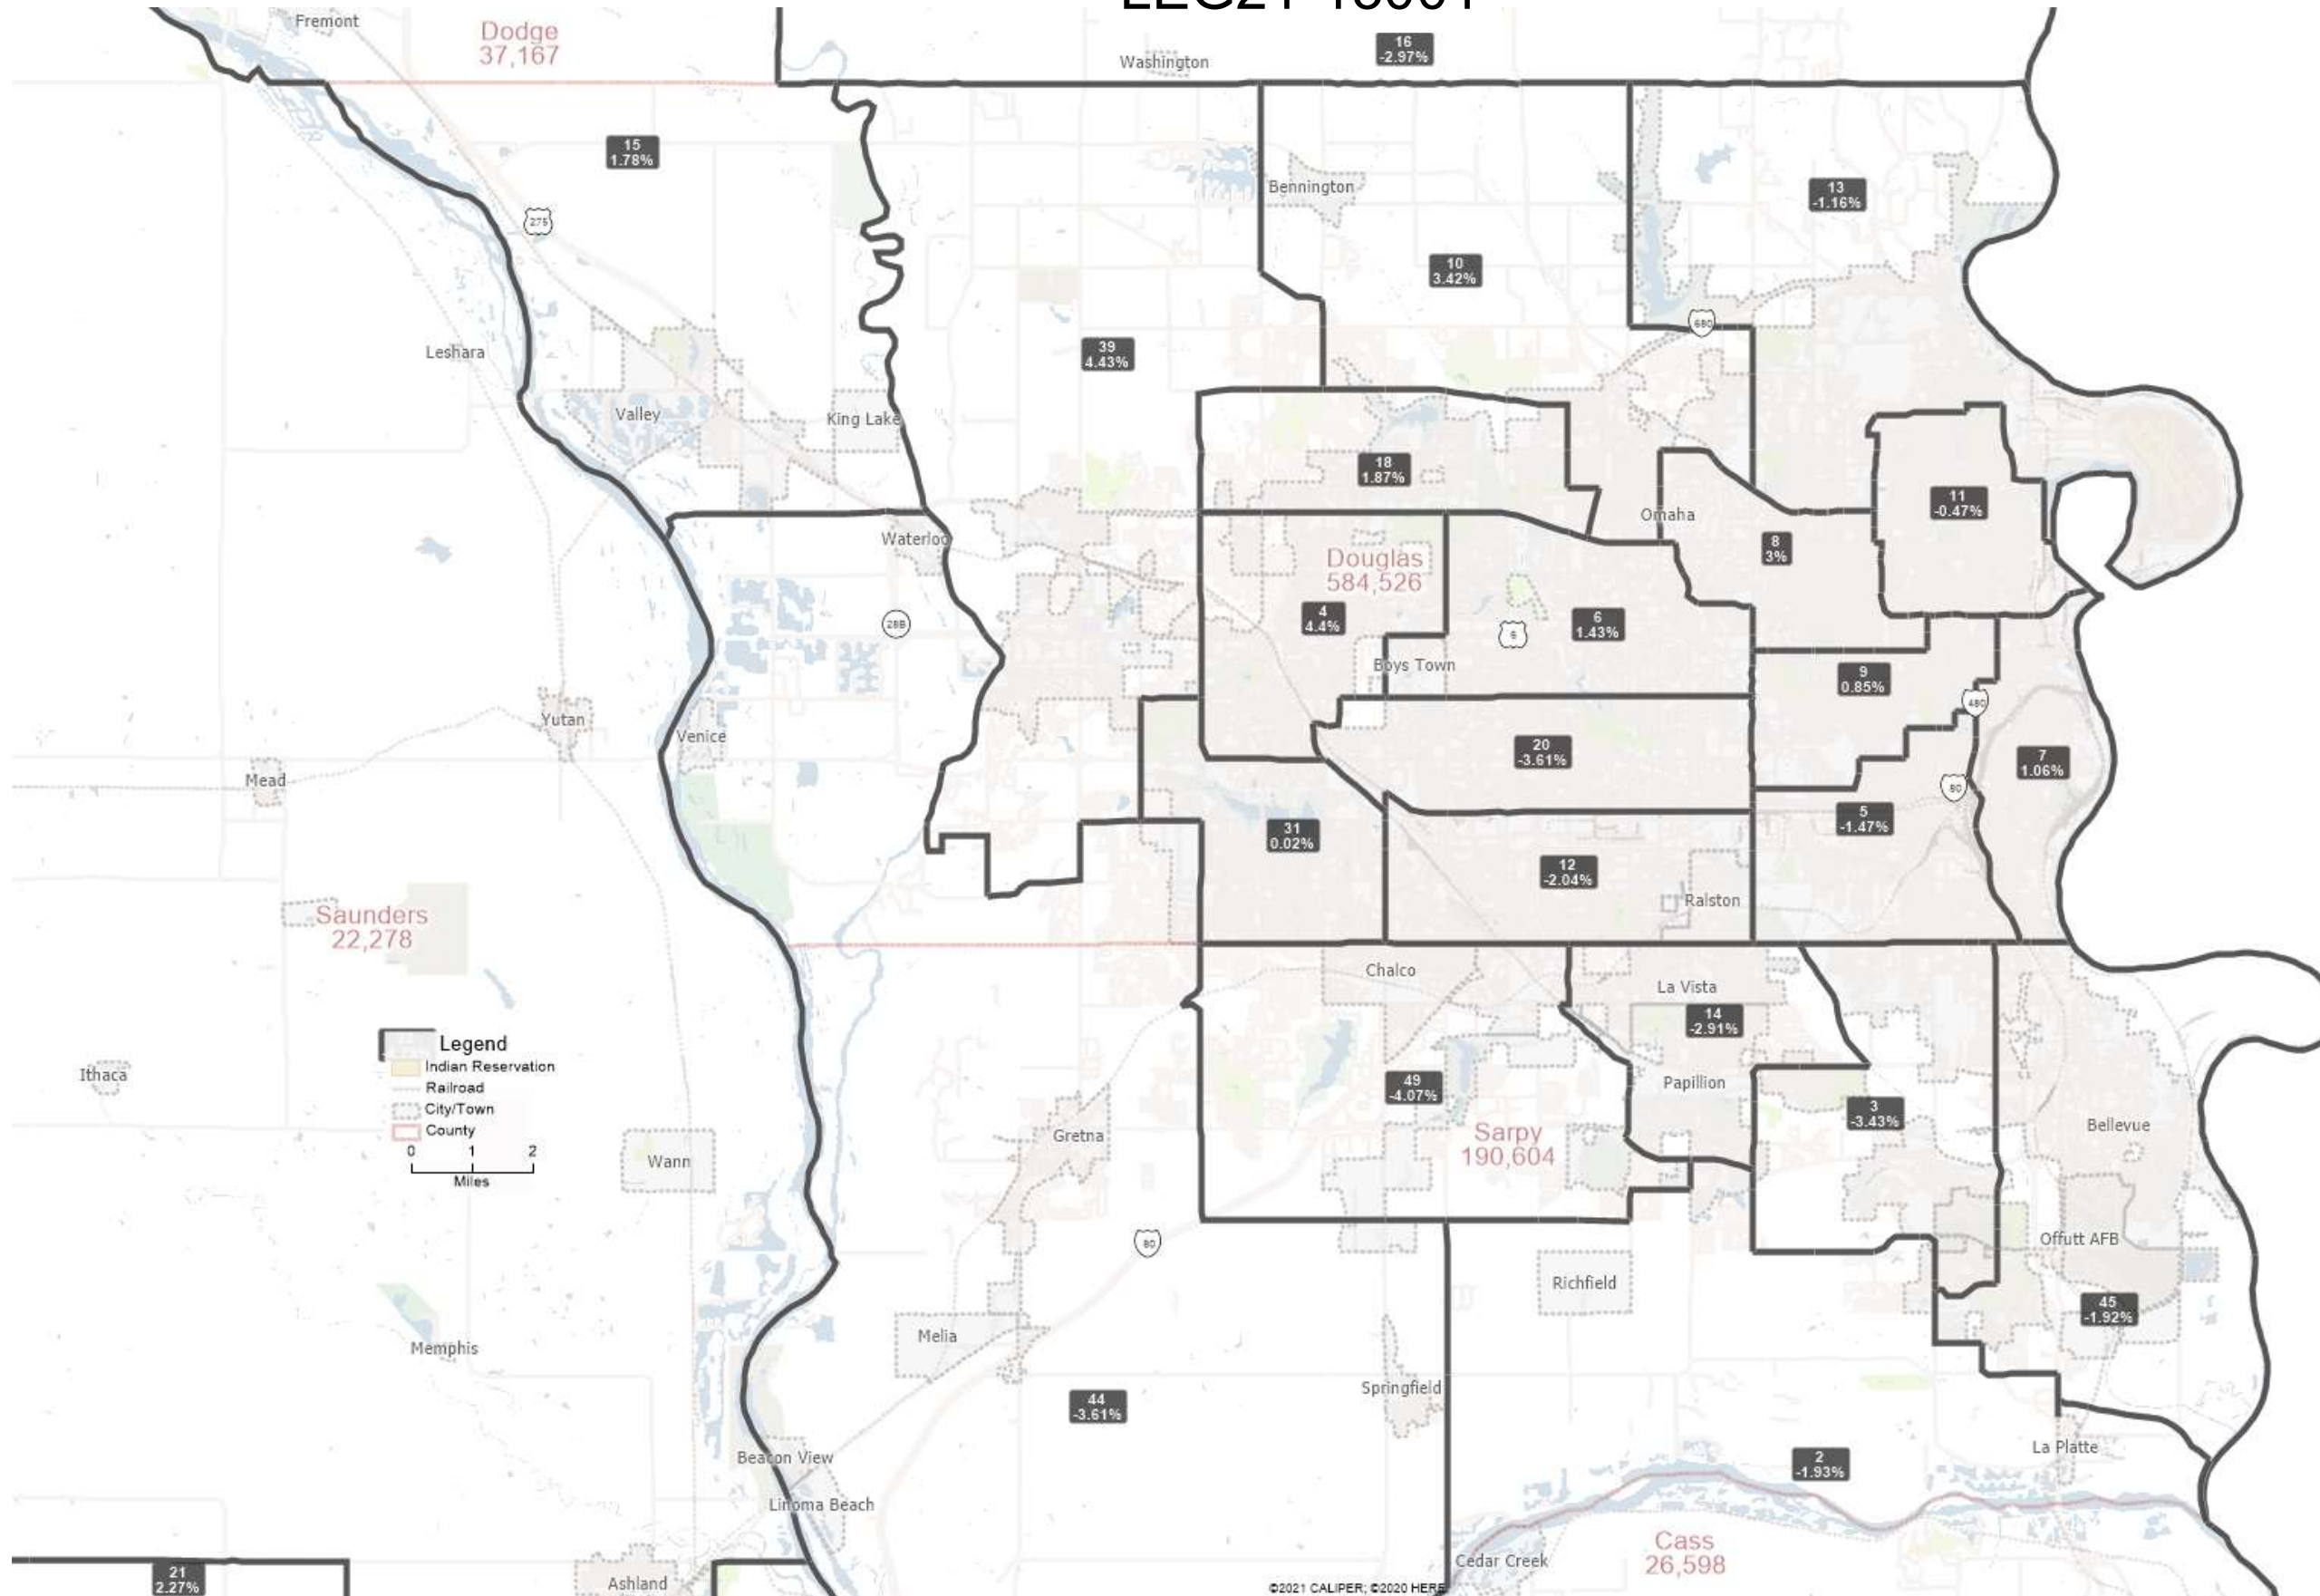 Fremont
Dodge
37,167
16
-2.97%
Washington
15
1.78%
275
Bennington
13
-1.16%
10
3.42%
680
Leshara
39
4.43%
Valley
King Lake
18
1.87%
11
-0.47%
Omaha
Waterloo
8
3%
Douglas
584,526
4
4.4%
6
1.43%
6
Boys Town
9
0.85%
480
Yutan
Venice
Mead
20
-3.61%
7
1.06%
80
5
-1.47%
31
0.02%
12
-2.04%
Ralston
Saunders
22,278
Chalco
La Vista
14
-2.91%
Legend
Indian Reservation
Railroad
City/Town
County
0 1 2
Miles
Ithaca
Papillion
49
-4.07%
3
-3.43%
Bellevue
Gretna
Sarpy
190,604
Wann
80
Offutt AFB
Richfield
45
-1.92%
Melia
Memphis
Springfield
44
-3.61%
Beacon View
La Platte
2
-1.93%
Linoma Beach
Cass
26,598
Cedar Creek
21
2.27%
Ashland
©2021 CALIPER; ©2020 HERE